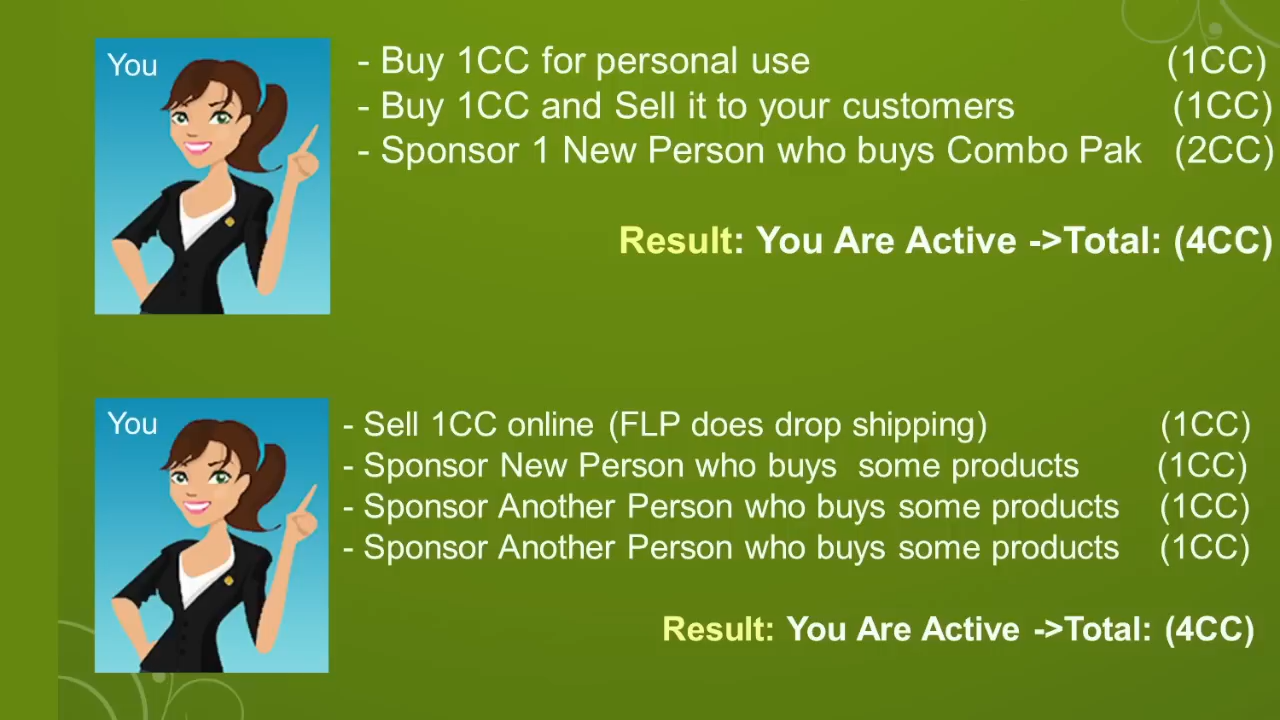 You
- Buy 1CC for personal use (1CC)
- Buy 1CC and Sell it to your customers (1CC)
- Sponsor 1 New Person who buys Combo Pak (2CC)
Result: You Are Active ->Total: (4CC)
You
- Sell 1CC online (FLP does drop shipping) (1CC)
- Sponsor New Person who buys some products (1CC)
- Sponsor Another Person who buys some products (1CC)
- Sponsor Another Person who buys some products (1CC)
Result: You Are Active ->Total: (4CC)